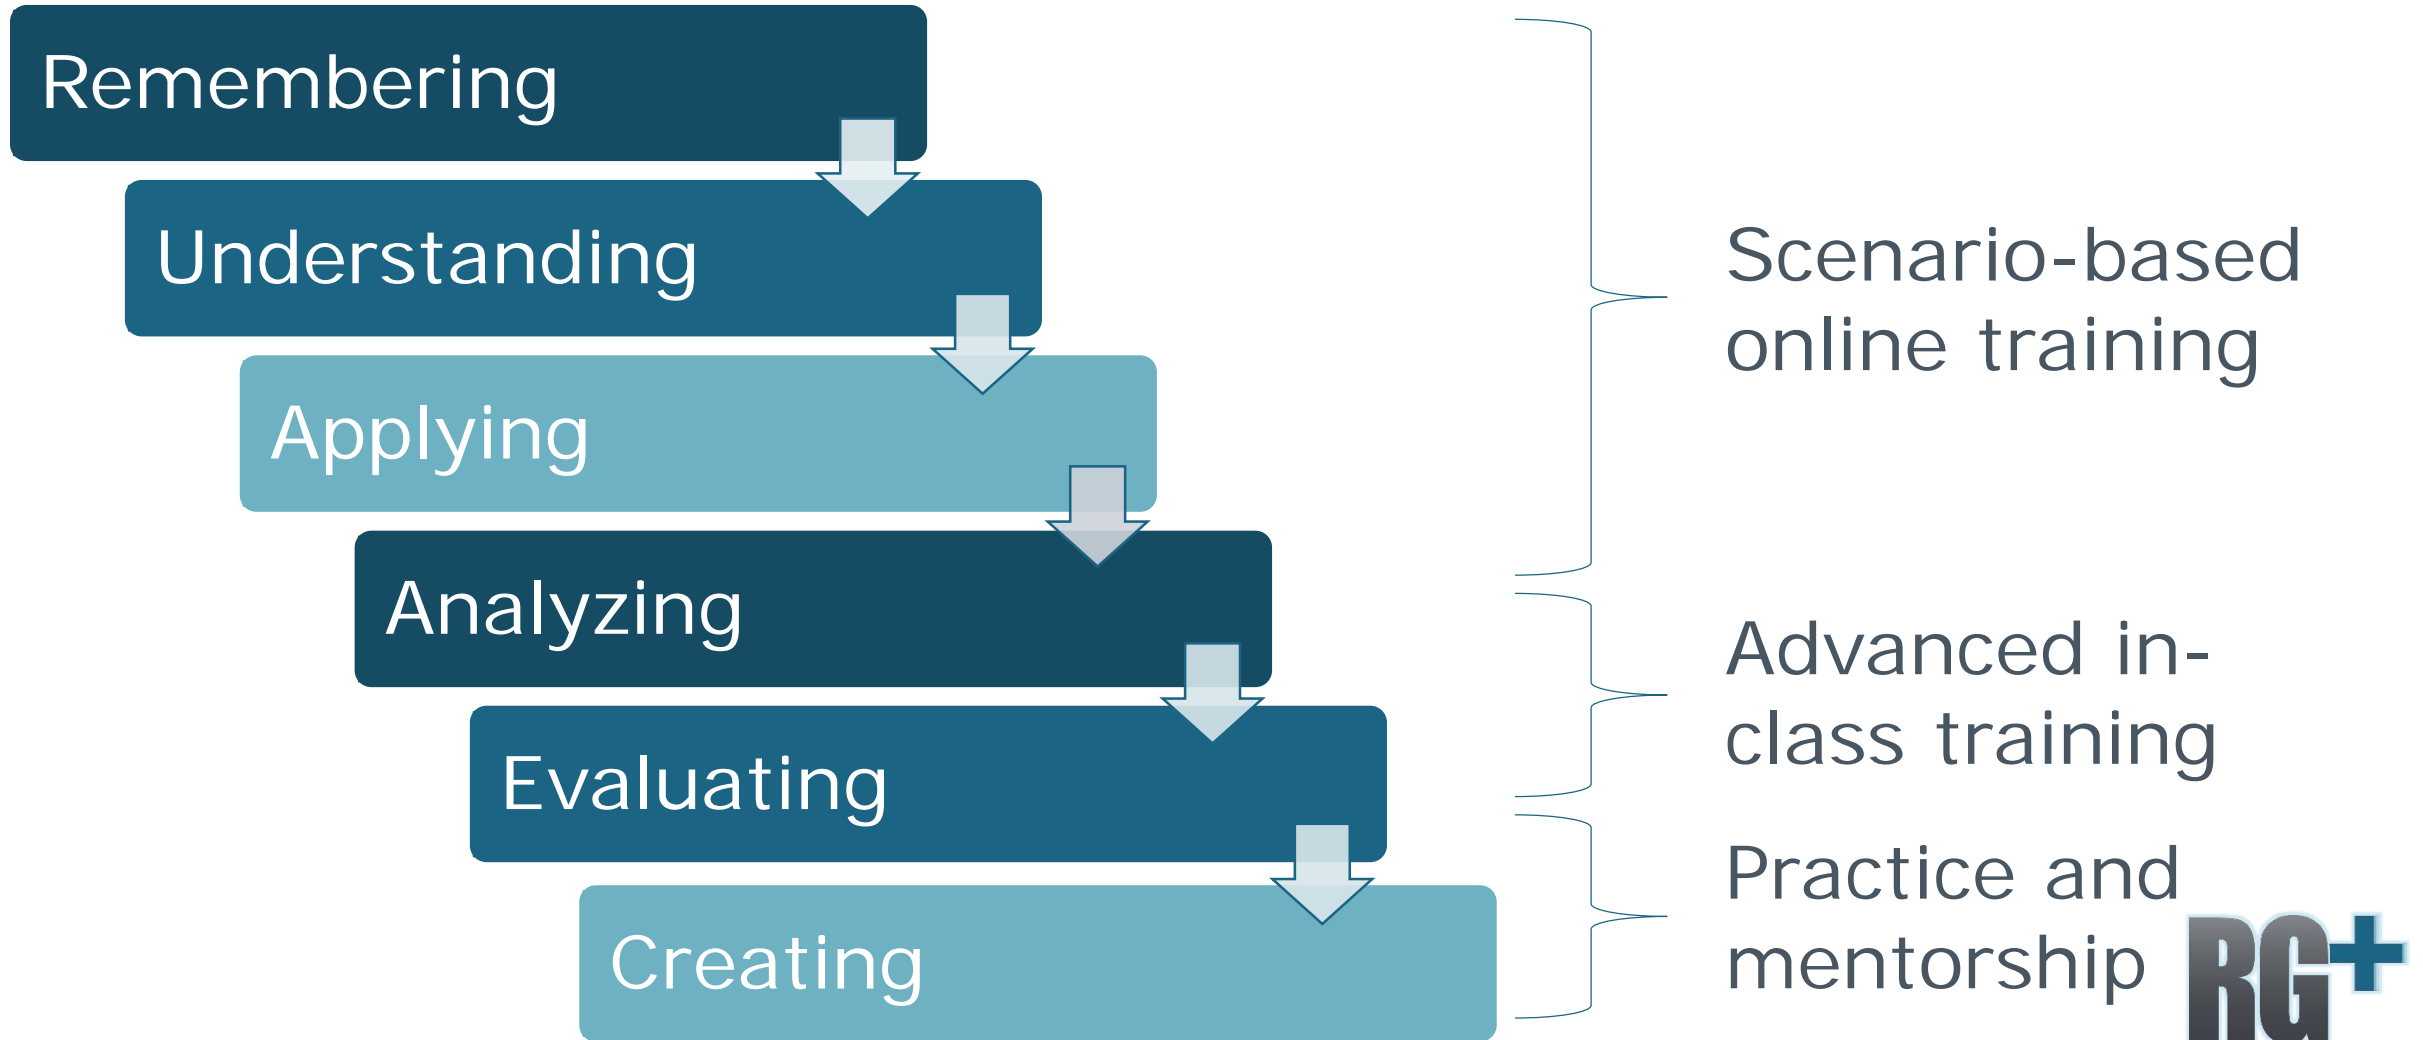 Remembering
Understanding
Applying
Analyzing
Evaluating
Creating
Scenario-based
online training
Advanced in-
class training
Practice and
mentorship
RG+